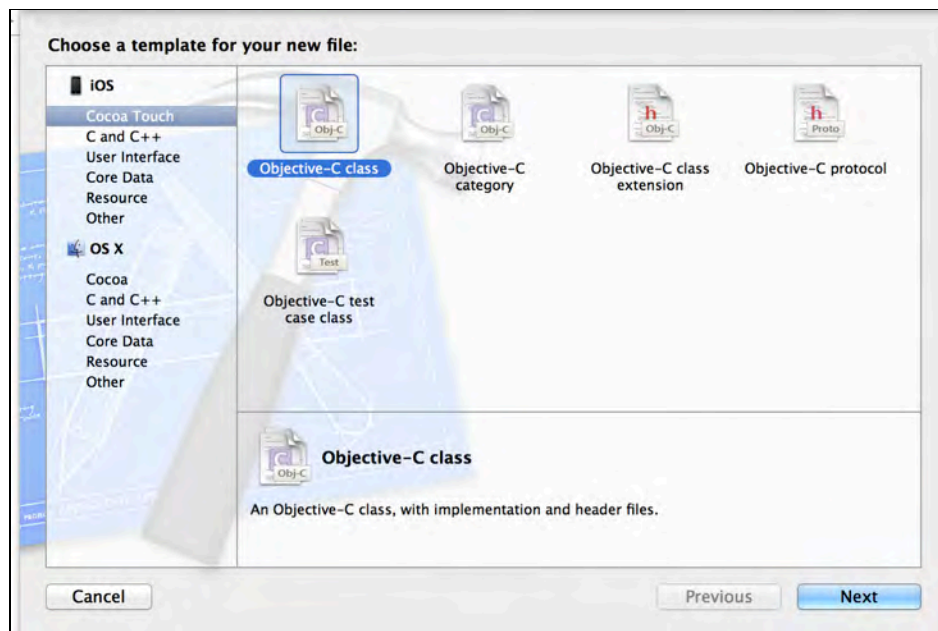 Choose a template for your new file:
iOS
Cocoa Touch
C and C++
User Interface
Core Data
Resource
Other
OS X
Cocoa
C and C++
User Interface
Core Data
Resource
Other
C
Obj-C
Objective-C class
C
Obj-C
Objective-C
category
h
Obj-C
Objective-C class
extension
h
Proto
Objective-C protocol
C
Test
Objective-C test
case class
C
Obj-C
Objective-C class
An Objective-C class, with implementation and header files.
Cancel
Previous
Next